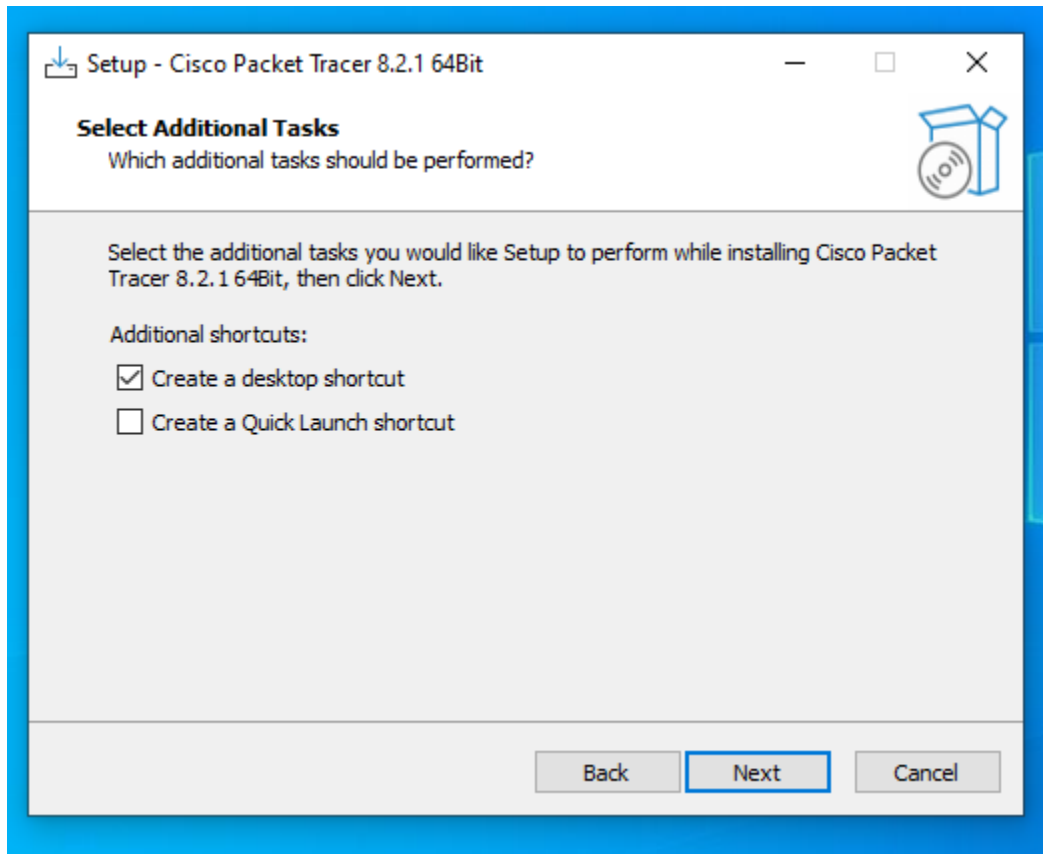 Setup - Cisco Packet Tracer 8.2.1 64Bit
Select Additional Tasks
Which additional tasks should be performed?
Select the additional tasks you would like Setup to perform while installing Cisco Packet
Tracer 8.2.1 64Bit, then click Next.
Additional shortcuts:
Create a desktop shortcut
Create a Quick Launch shortcut
Back Next Cancel